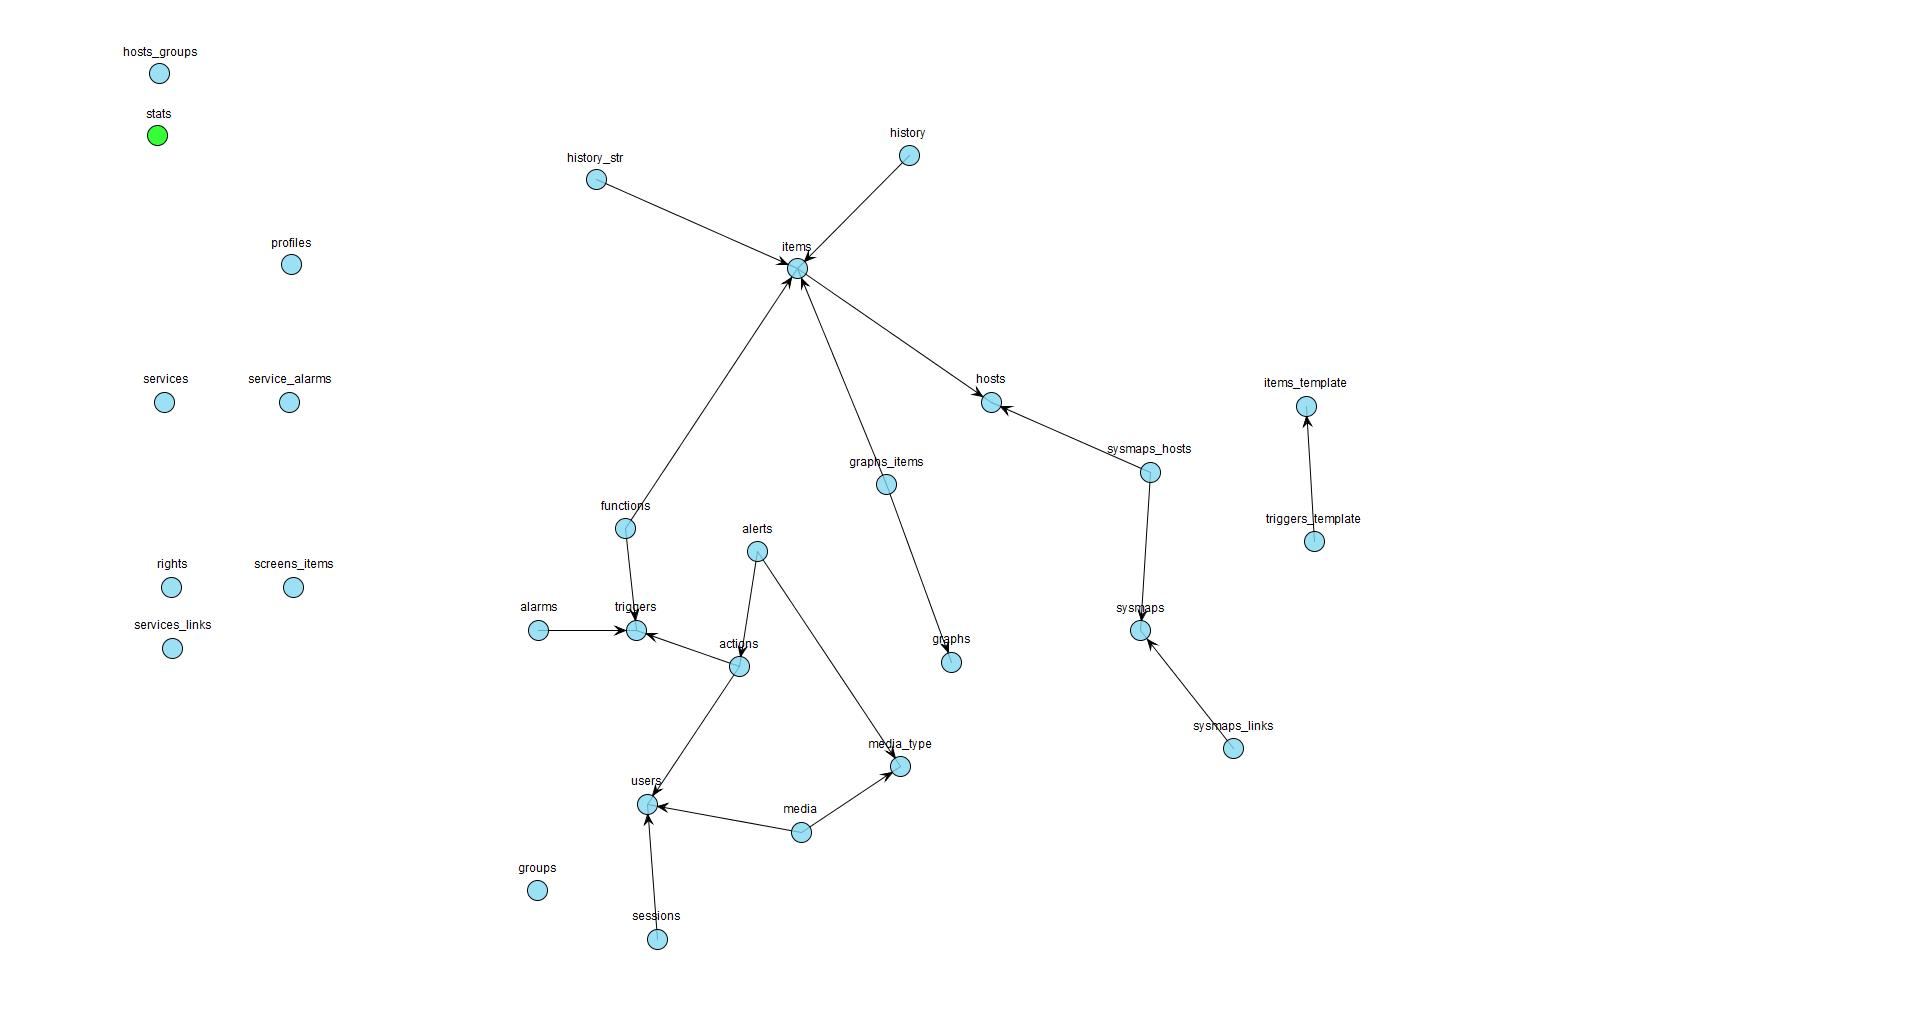 hosts_groups
stats
history
history_str
profiles
items
services
service_alarms
hosts
items_template
sysmaps_hosts
graphs_items
functions
triggers_template
alerts
rights
screens_items
alarms
triggers
sysmaps
services_links
graphs
actions
sysmaps_links
media_type
users
media
groups
sessions